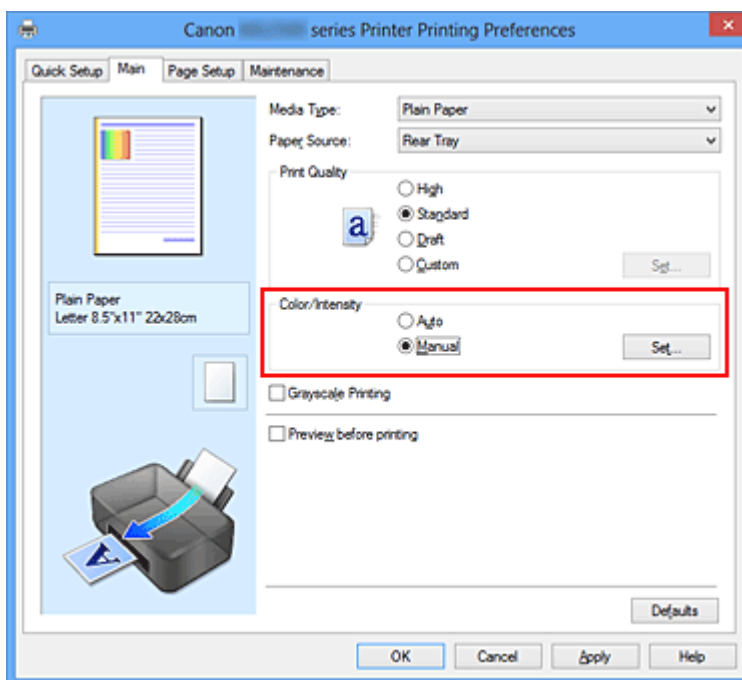 Canon series Printer Printing Preferences
Quick Setup Main Page Setup Maintenance
Media Type: Plain Paper
Paper Source: Rear Tray
Print Quality
High
Standard
Draft
Custom Set...
a
Plain Paper
Letter 8.5"x11" 22x28cm
Color/Intensity
Auto
Manual Set...
Grayscale Printing
Preview before printing
A
Defaults
OK Cancel Apply Help